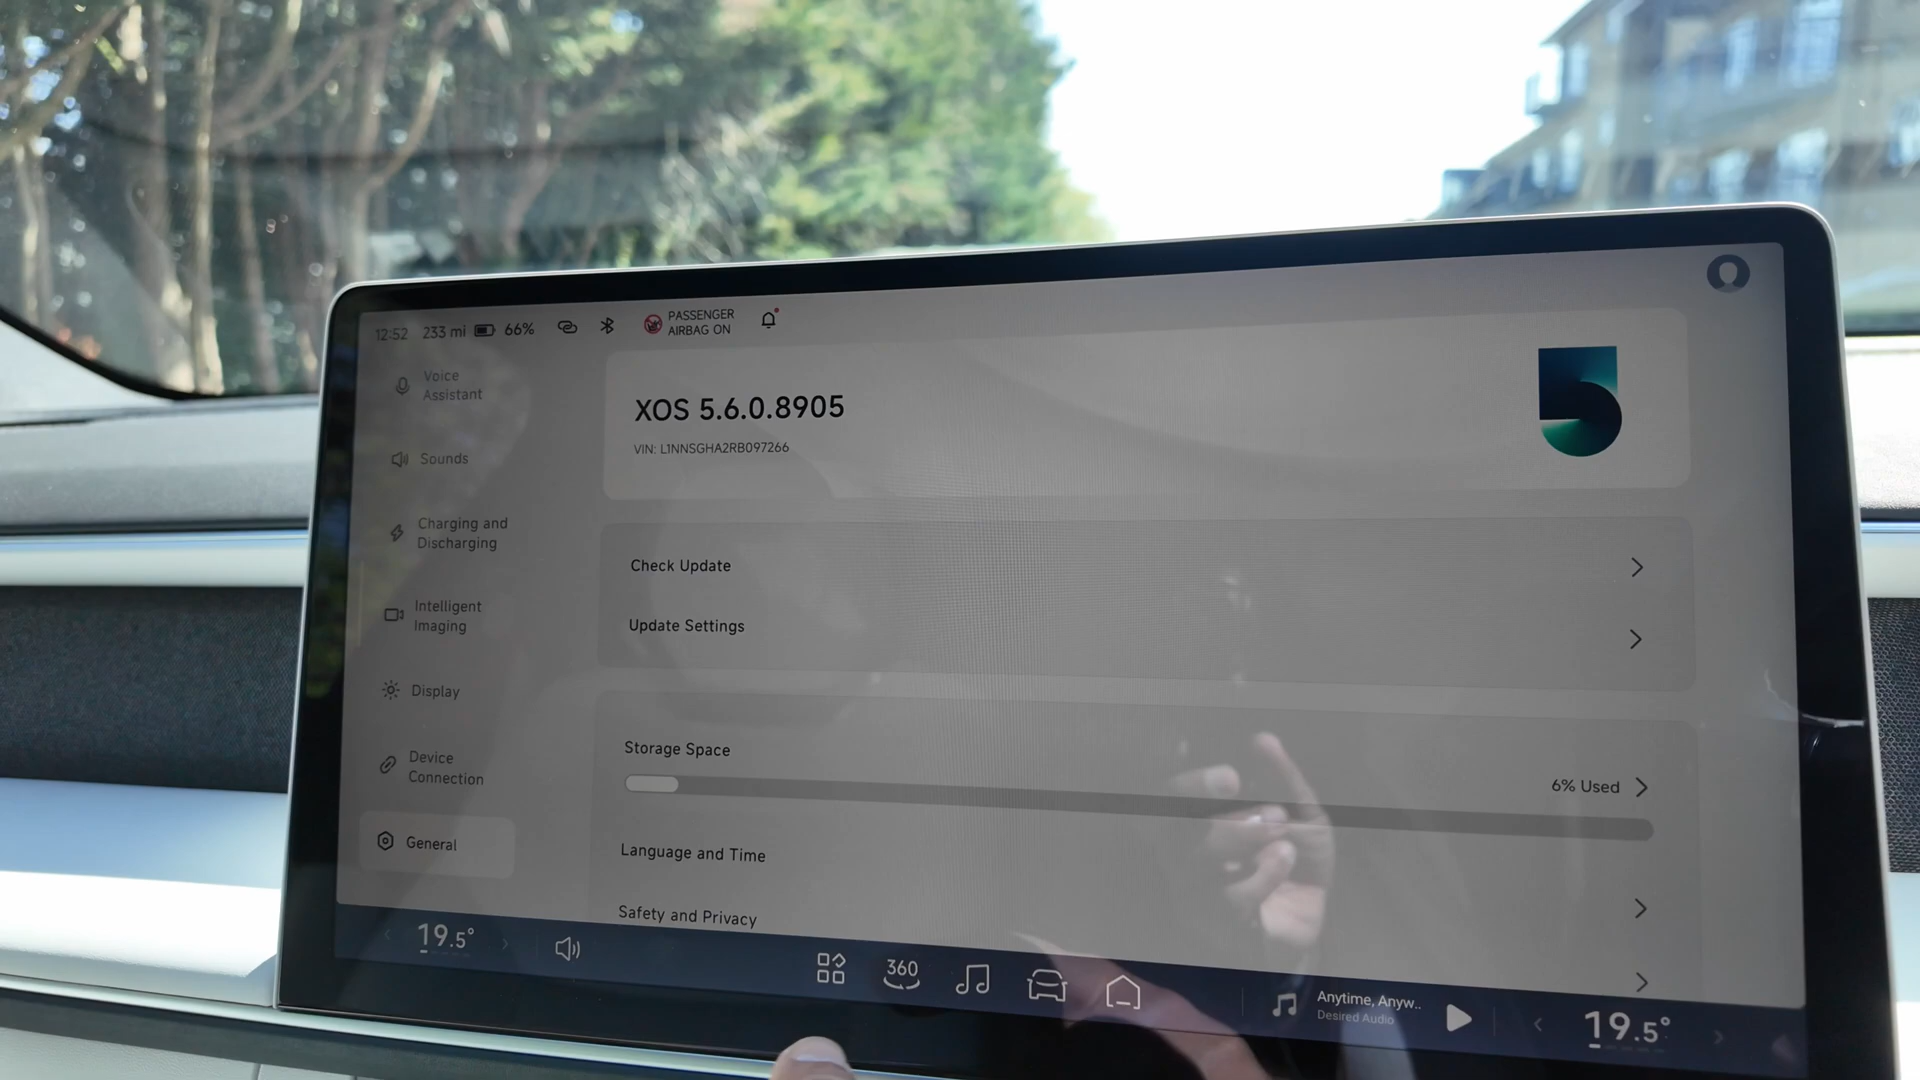 12:52 233 mi 66% PASSENGER AIRBAG ON
Voice Assistant
Sounds
Charging and Discharging
Intelligent Imaging
Display
Device Connection
General
XOS 5.6.0.8905
VIN: L1NNSGHA2RB097266
Check Update
Update Settings
Storage Space
6% Used
Language and Time
Safety and Privacy
19.5°
360
Anytime, Anyw..
Desired Audio
19.5°